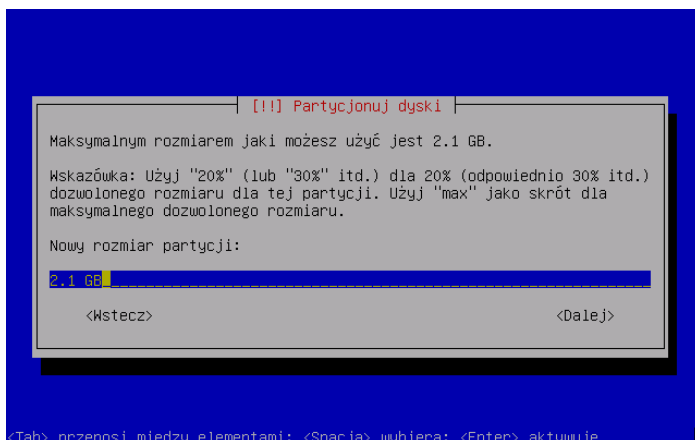 [!!] Partycjonuj dyski
Maksymalnym rozmiarem jaki możesz użyć jest 2.1 GB.
Wskazówka: Użyj "20%" (lub "30%" itd.) dla 20% (odpowiednio 30% itd.)
dozwolonego rozmiaru dla tej partycji. Użyj "max" jako skrót dla
maksymalnego dozwolonego rozmiaru.
Nowy rozmiar partycji:
2.1 GB
<Wstecz> <Dalej>
<Tab> przenosi między elementami; <Spacja> wybiera; <Enter> aktywuje